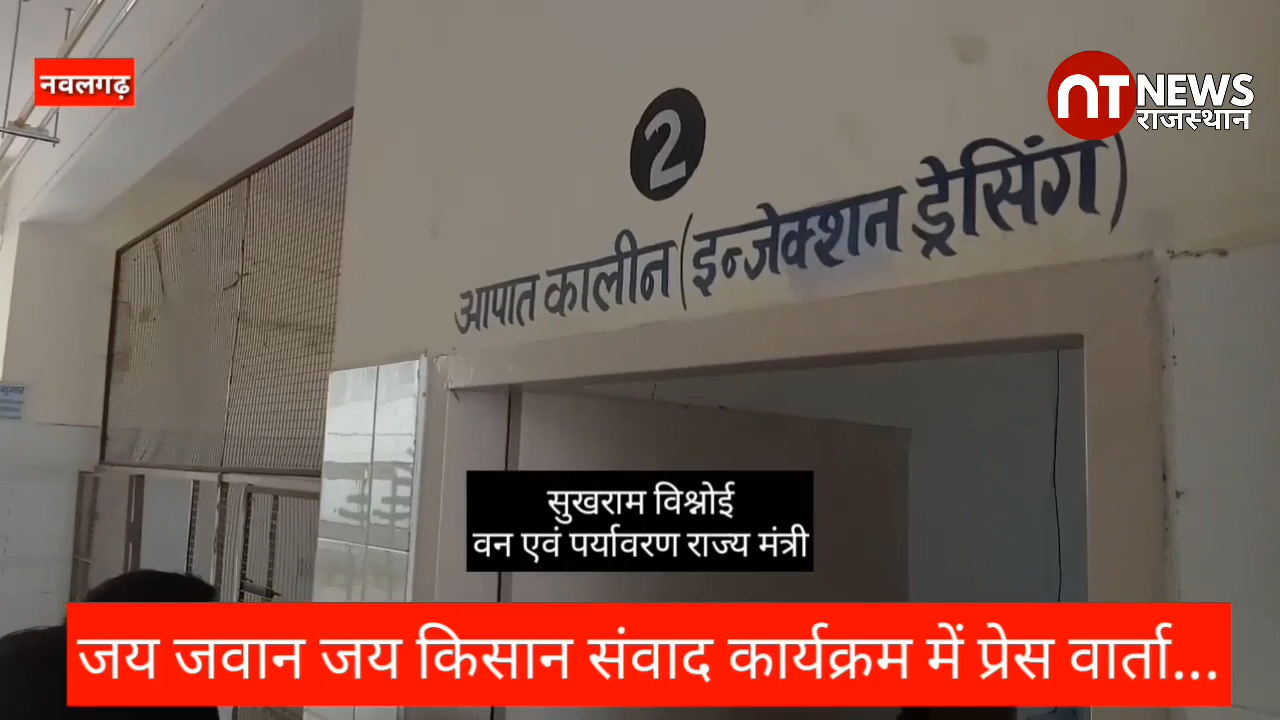 नवलगढ़
NT NEWS
राजस्थान
2
आपात कालीन (इन्जेक्शन ड्रेसिंग)
सुखराम विश्नोई
वन एवं पर्यावरण राज्य मंत्री
जय जवान जय किसान संवाद कार्यक्रम में प्रेस वार्ता...